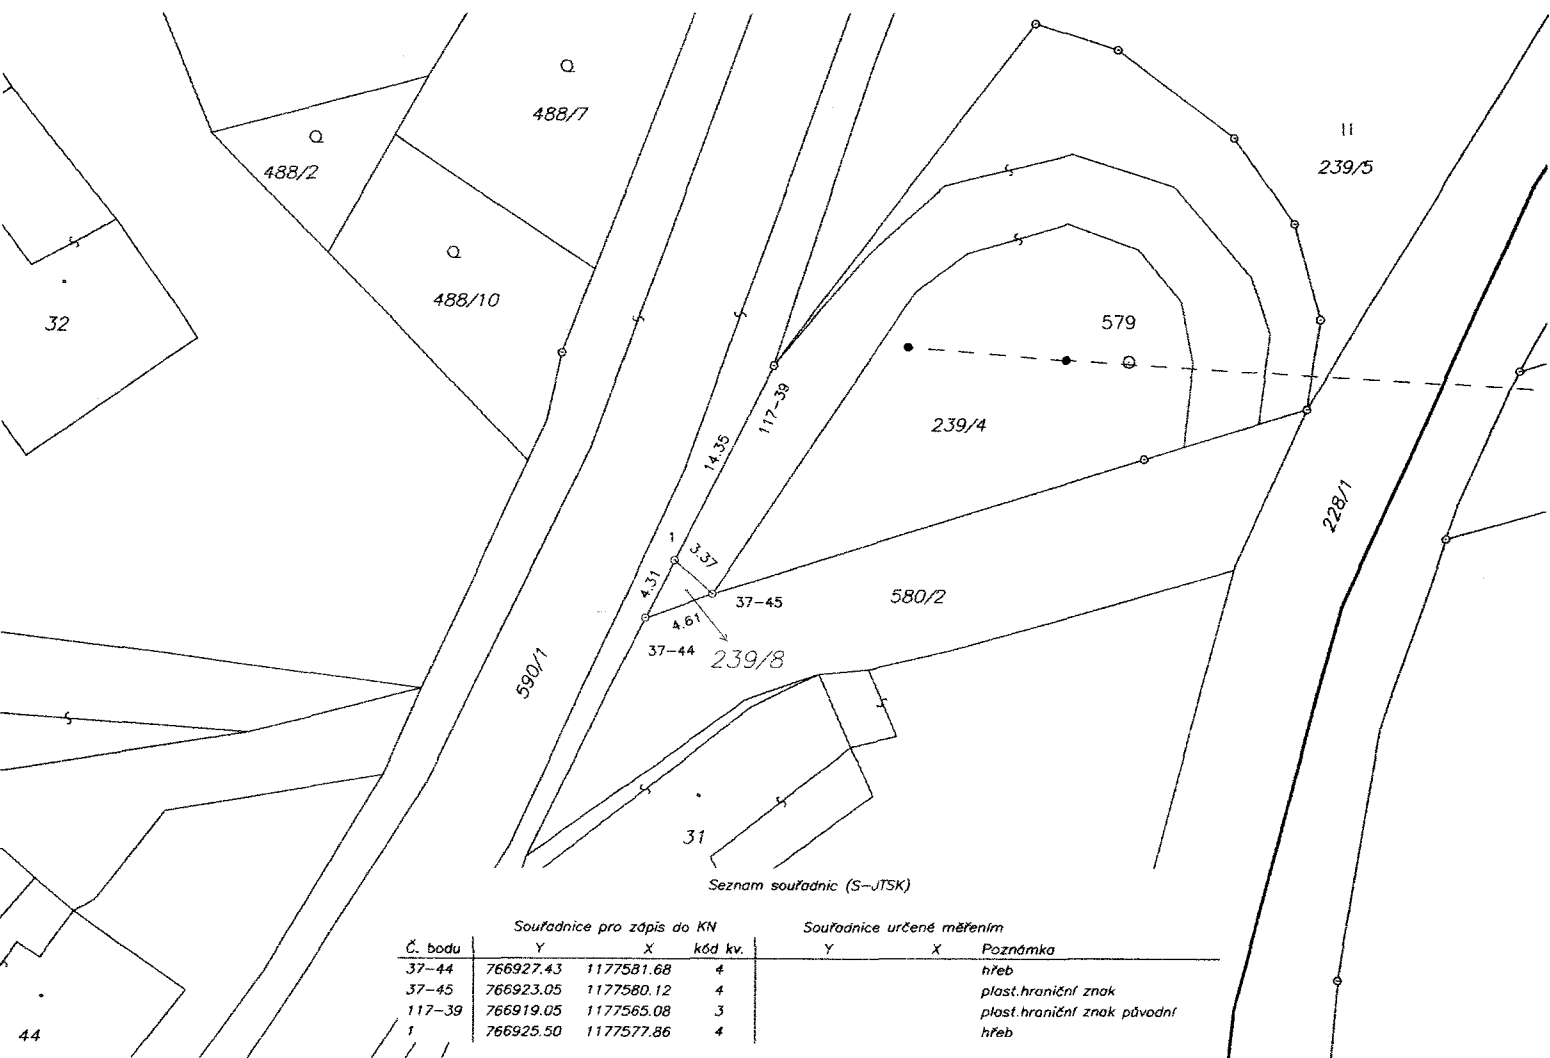 488/7
II
239/5
488/2
488/10
32
579
117-39
239/4
14.35
228/1
1
3.37
4.31
580/2
37-45
4.61
37-44
239/8
590/1
31
44
Seznam souřadnic (S-JTSK)
Souřadnice pro zápis do KN Souřadnice určené měřením
Č. bodu Y X kód kv. Y X Poznámka
37-44 766927.43 1177581.68 4 hřeb
37-45 766923.05 1177580.12 4 plast.hraniční znak
117-39 766919.05 1177565.08 3 plast.hraniční znak původní
1 766925.50 1177577.86 4 hřeb